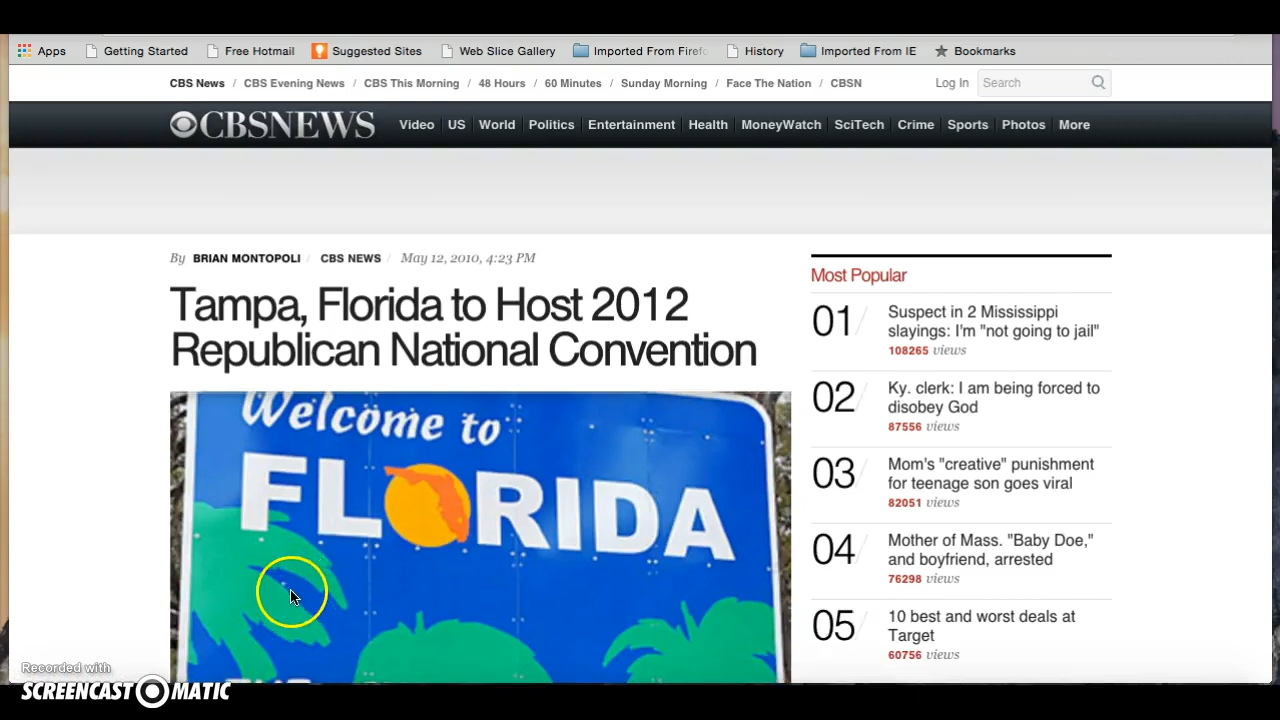 Apps Getting Started Free Hotmail Suggested Sites Web Slice Gallery Imported From Firefo History Imported From IE Bookmarks
CBS News / CBS Evening News / CBS This Morning / 48 Hours / 60 Minutes / Sunday Morning / Face The Nation / CBSN Log In Search
CBSNEWS Video US World Politics Entertainment Health MoneyWatch SciTech Crime Sports Photos More
By BRIAN MONTOPOLI / CBS NEWS / May 12, 2010, 4:23 PM
Tampa, Florida to Host 2012
Republican National Convention
Welcome to
FLORIDA
Most Popular
01/ Suspect in 2 Mississippi
slayings: I'm "not going to jail"
108265 views
02/ Ky. clerk: I am being forced to
disobey God
87556 views
03/ Mom's "creative" punishment
for teenage son goes viral
82051 views
04/ Mother of Mass. "Baby Doe,"
and boyfriend, arrested
76298 views
05/ 10 best and worst deals at
Target
60756 views
Recorded with
SCREENCAST MATIC